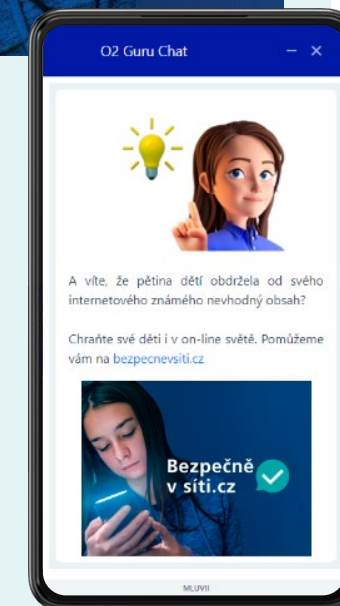 O2 Guru Chat
A víte, že pětina dětí obdržela od svého
internetového známého nevhodný obsah?
Chraňte své děti i v on-line světě. Pomůžeme
vám na bezpecnevsiti.cz
Bezpečně
v síti.cz
MLUVII